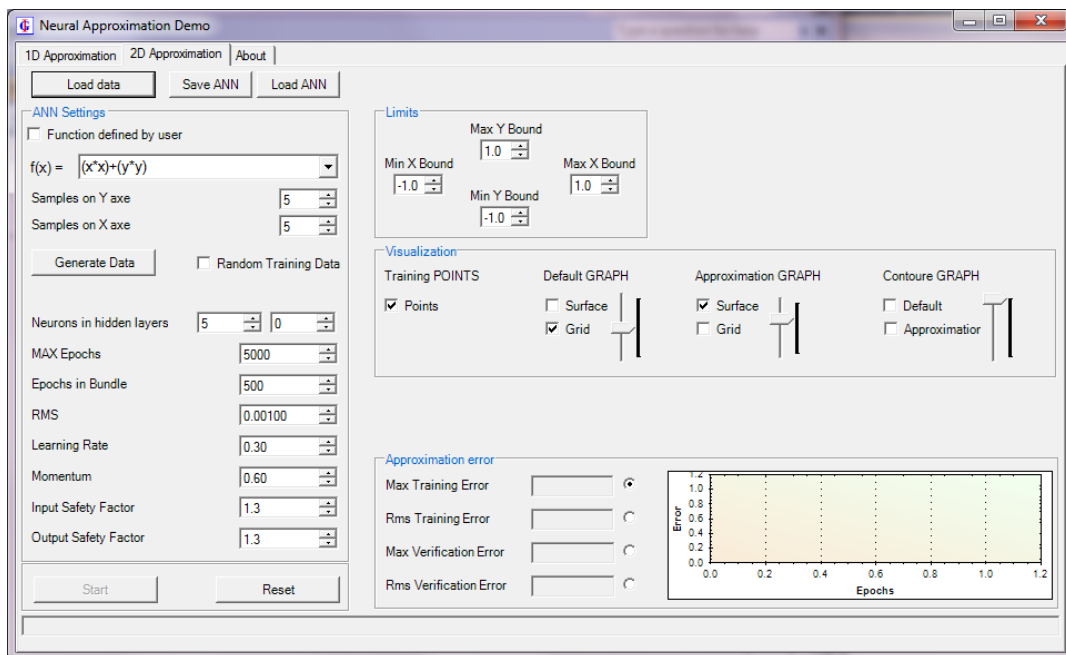 Neural Approximation Demo
1D Approximation 2D Approximation About
Load data Save ANN Load ANN
ANN Settings
Function defined by user
f(x) = (x*x)+(y*y)
Samples on Y axe 5
Samples on X axe 5
Generate Data Random Training Data
Neurons in hidden layers 5 0
MAX Epochs 5000
Epochs in Bundle 500
RMS 0.00100
Learning Rate 0.30
Momentum 0.60
Input Safety Factor 1.3
Output Safety Factor 1.3
Start Reset
Limits
Max Y Bound
1.0
Min X Bound Max X Bound
-1.0 1.0
Min Y Bound
-1.0
Visualization
Training POINTS Default GRAPH Approximation GRAPH Contoure GRAPH
Points Surface Surface Default
Grid Grid Approximatior
Approximation error
Max Training Error
Rms Training Error
Max Verification Error
Rms Verification Error
1.2
1.0
0.8
0.6
0.4
0.2
0.0
Error
0.0 0.2 0.4 0.6 0.8 1.0 1.2
Epochs